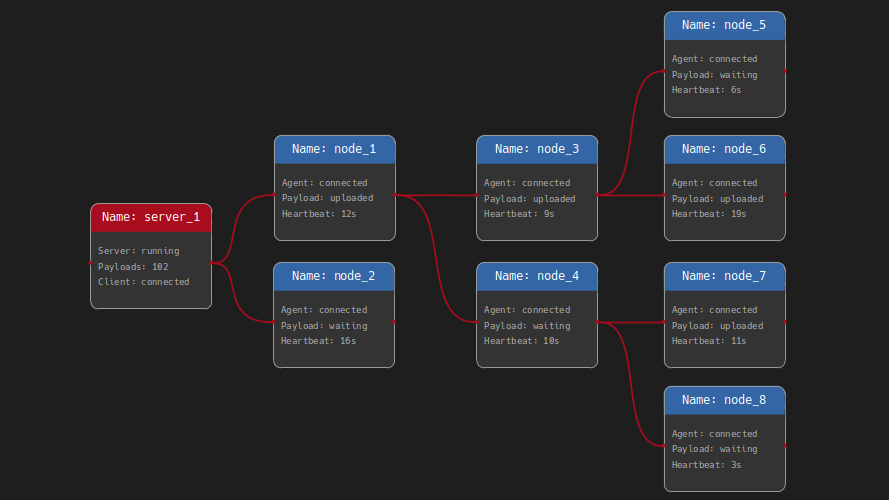 Name: server_1
Server: running
Payloads: 102
Client: connected
Name: node_1
Agent: connected
Payload: uploaded
Heartbeat: 12s
Name: node_2
Agent: connected
Payload: waiting
Heartbeat: 16s
Name: node_3
Agent: connected
Payload: uploaded
Heartbeat: 9s
Name: node_4
Agent: connected
Payload: waiting
Heartbeat: 10s
Name: node_5
Agent: connected
Payload: waiting
Heartbeat: 6s
Name: node_6
Agent: connected
Payload: uploaded
Heartbeat: 19s
Name: node_7
Agent: connected
Payload: uploaded
Heartbeat: 11s
Name: node_8
Agent: connected
Payload: waiting
Heartbeat: 3s